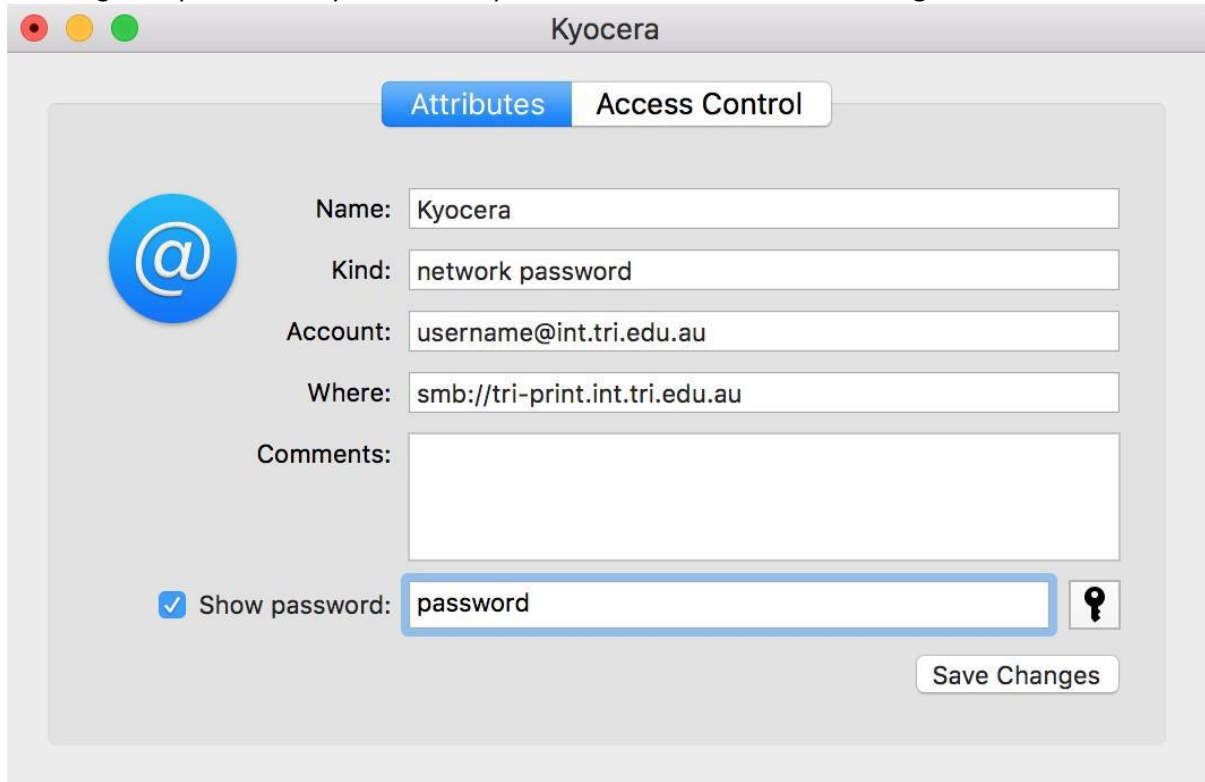 Kyocera
Attributes Access Control
@
Name: Kyocera
Kind: network password
Account: username@int.tri.edu.au
Where: smb://tri-print.int.tri.edu.au
Comments:
Show password: password
Save Changes